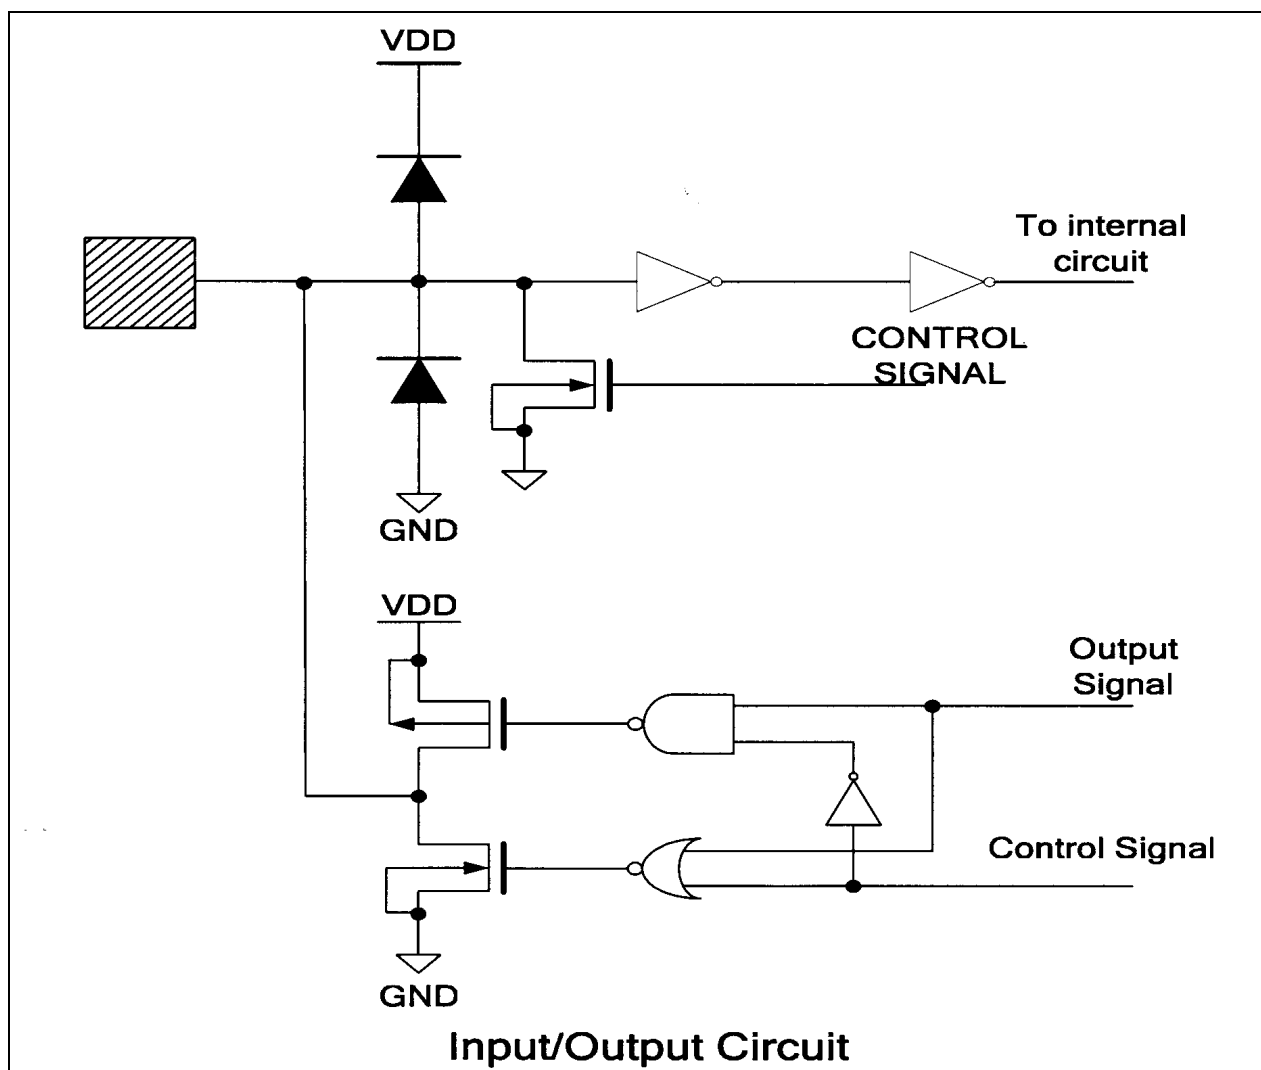 VDD
To internal
circuit
CONTROL
SIGNAL
GND
VDD
Output
Signal
Control Signal
GND
Input/Output Circuit